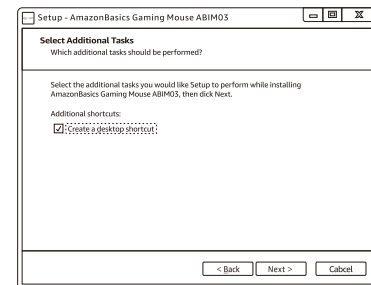 Setup - AmazonBasics Gaming Mouse ABIM03
Select Additional Tasks
Which additional tasks should be performed?
Select the additional tasks you would like Setup to perform while installing
AmazonBasics Gaming Mouse ABIM03, then dick Next.
Additional shortcuts:
Create a desktop shortcut
< Back Next > Cabcel